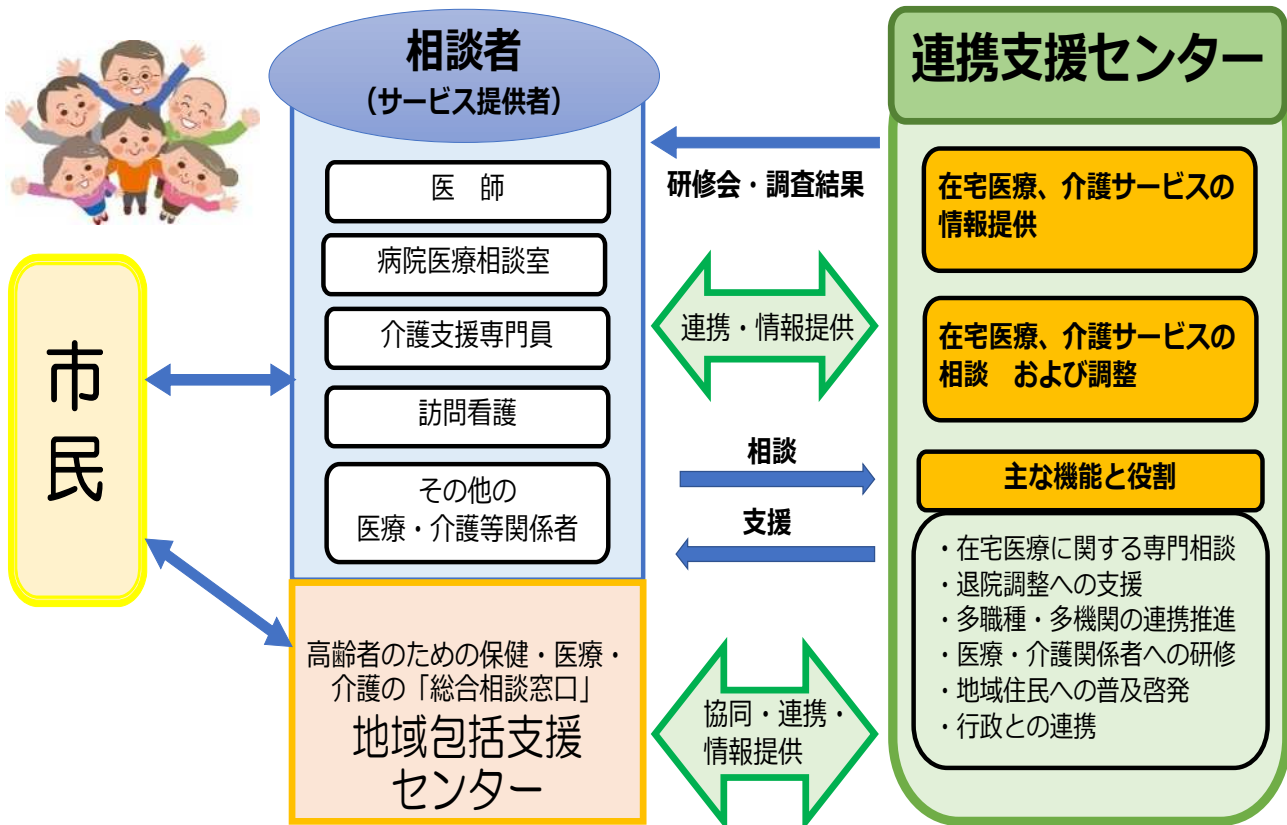 相談者
（サービス提供者）
医　師
病院医療相談室
介護支援専門員
訪問看護
その他の
医療・介護等関係者
高齢者のための保健・医療・
介護の「総合相談窓口」
地域包括支援
センター
市
民
研修会・調査結果
連携・情報提供
相談
支援
協同・連携・
情報提供
連携支援センター
在宅医療、介護サービスの
情報提供
在宅医療、介護サービスの
相談　および調整
主な機能と役割
・在宅医療に関する専門相談
・退院調整への支援
・多職種・多機関の連携推進
・医療・介護関係者への研修
・地域住民への普及啓発
・行政との連携